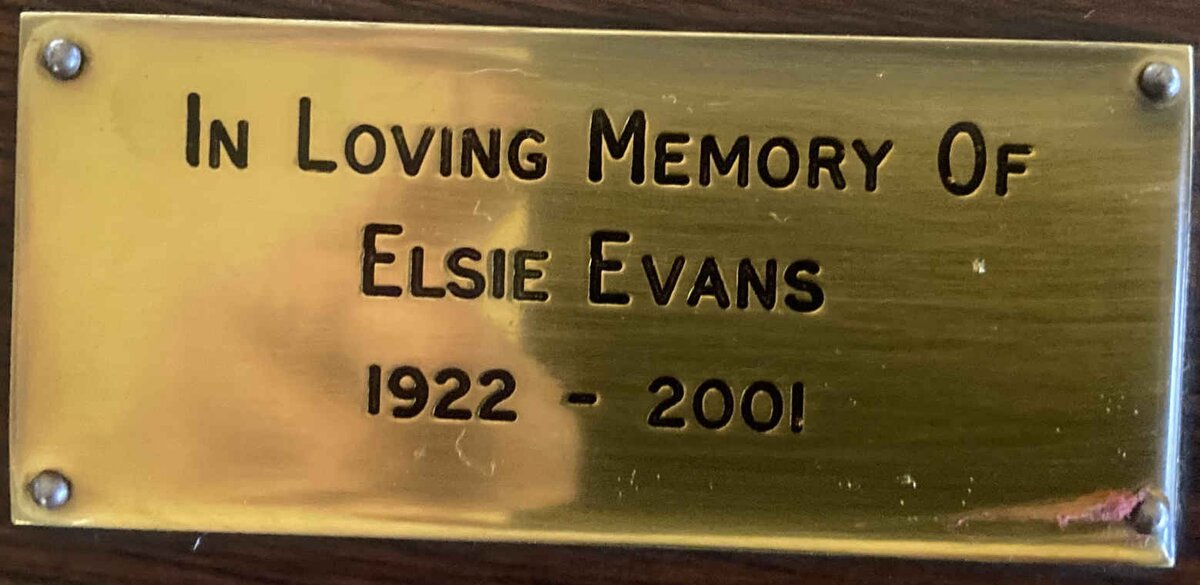 In Loving Memory Of
Elsie Evans
1922 - 2001